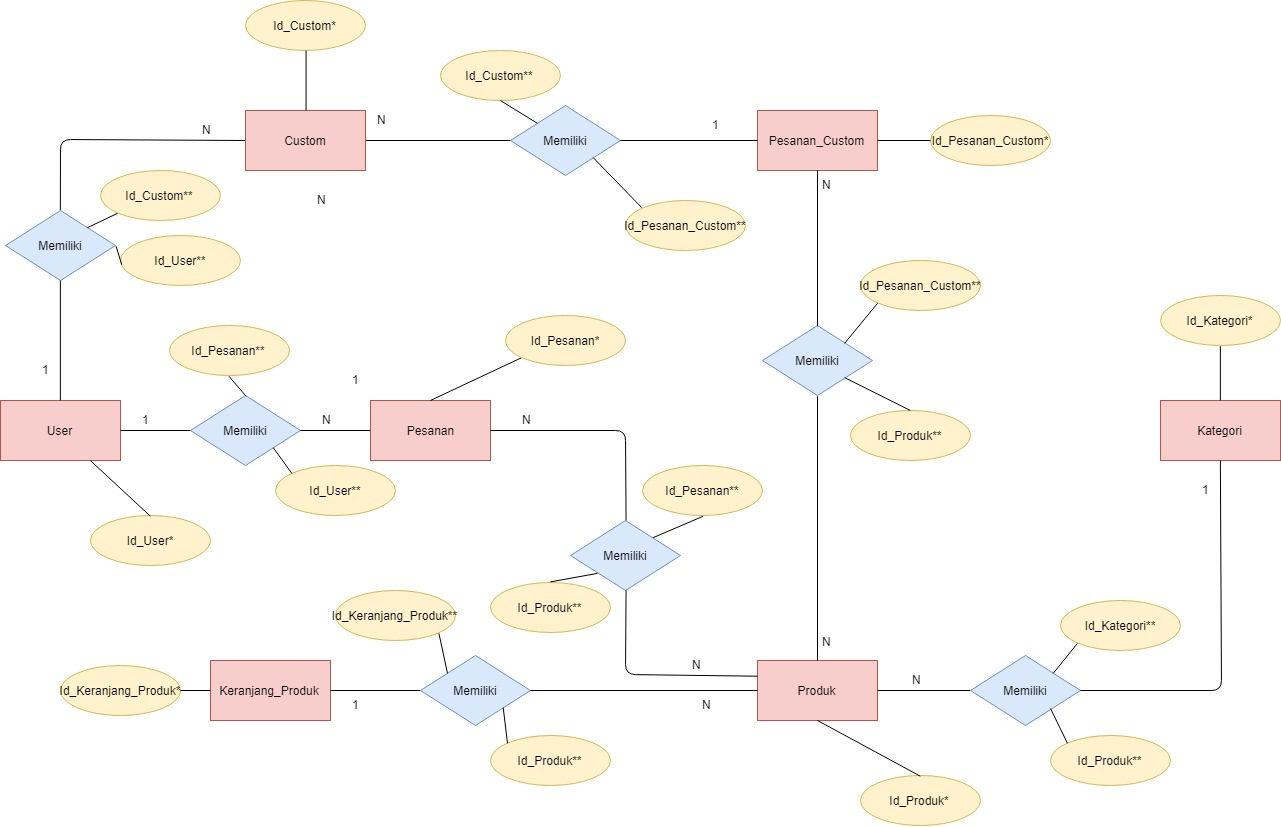 Id_Custom*
Id_Custom**
N
N
1
Custom
Memiliki
Pesanan_Custom
Id_Pesanan_Custom*
N
Id_Custom**
N
Id_Pesanan_Custom**
Memiliki
Id_User**
Id_Pesanan_Custom**
Id_Kategori*
Id_Pesanan**
Id_Pesanan*
Memiliki
1
1
User
1
Memiliki
N
Pesanan
N
Id_Produk**
Kategori
Id_User**
Id_Pesanan**
1
Id_User*
Memiliki
Id_Keranjang_Produk**
Id_Produk**
Id_Kategori**
N
N
Id_Keranjang_Produk*
Keranjang_Produk
Memiliki
Produk
N
Memiliki
1
N
Id_Produk**
Id_Produk**
Id_Produk*